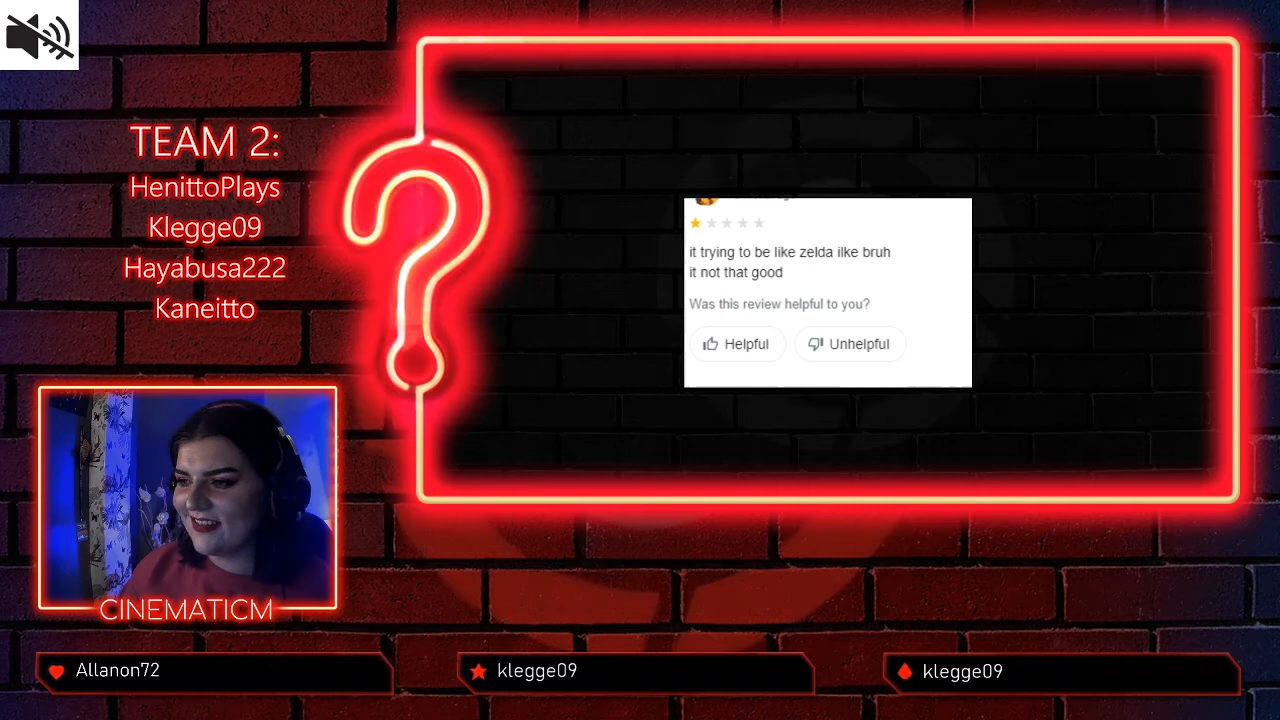 TEAM 2:
HenittoPlays
Klegge09
Hayabusa222
Kaneitto
it trying to be like zelda ilke bruh
it not that good
Was this review helpful to you?
Helpful
Unhelpful
CINEMATICM
Allanon72
klegge09
klegge09